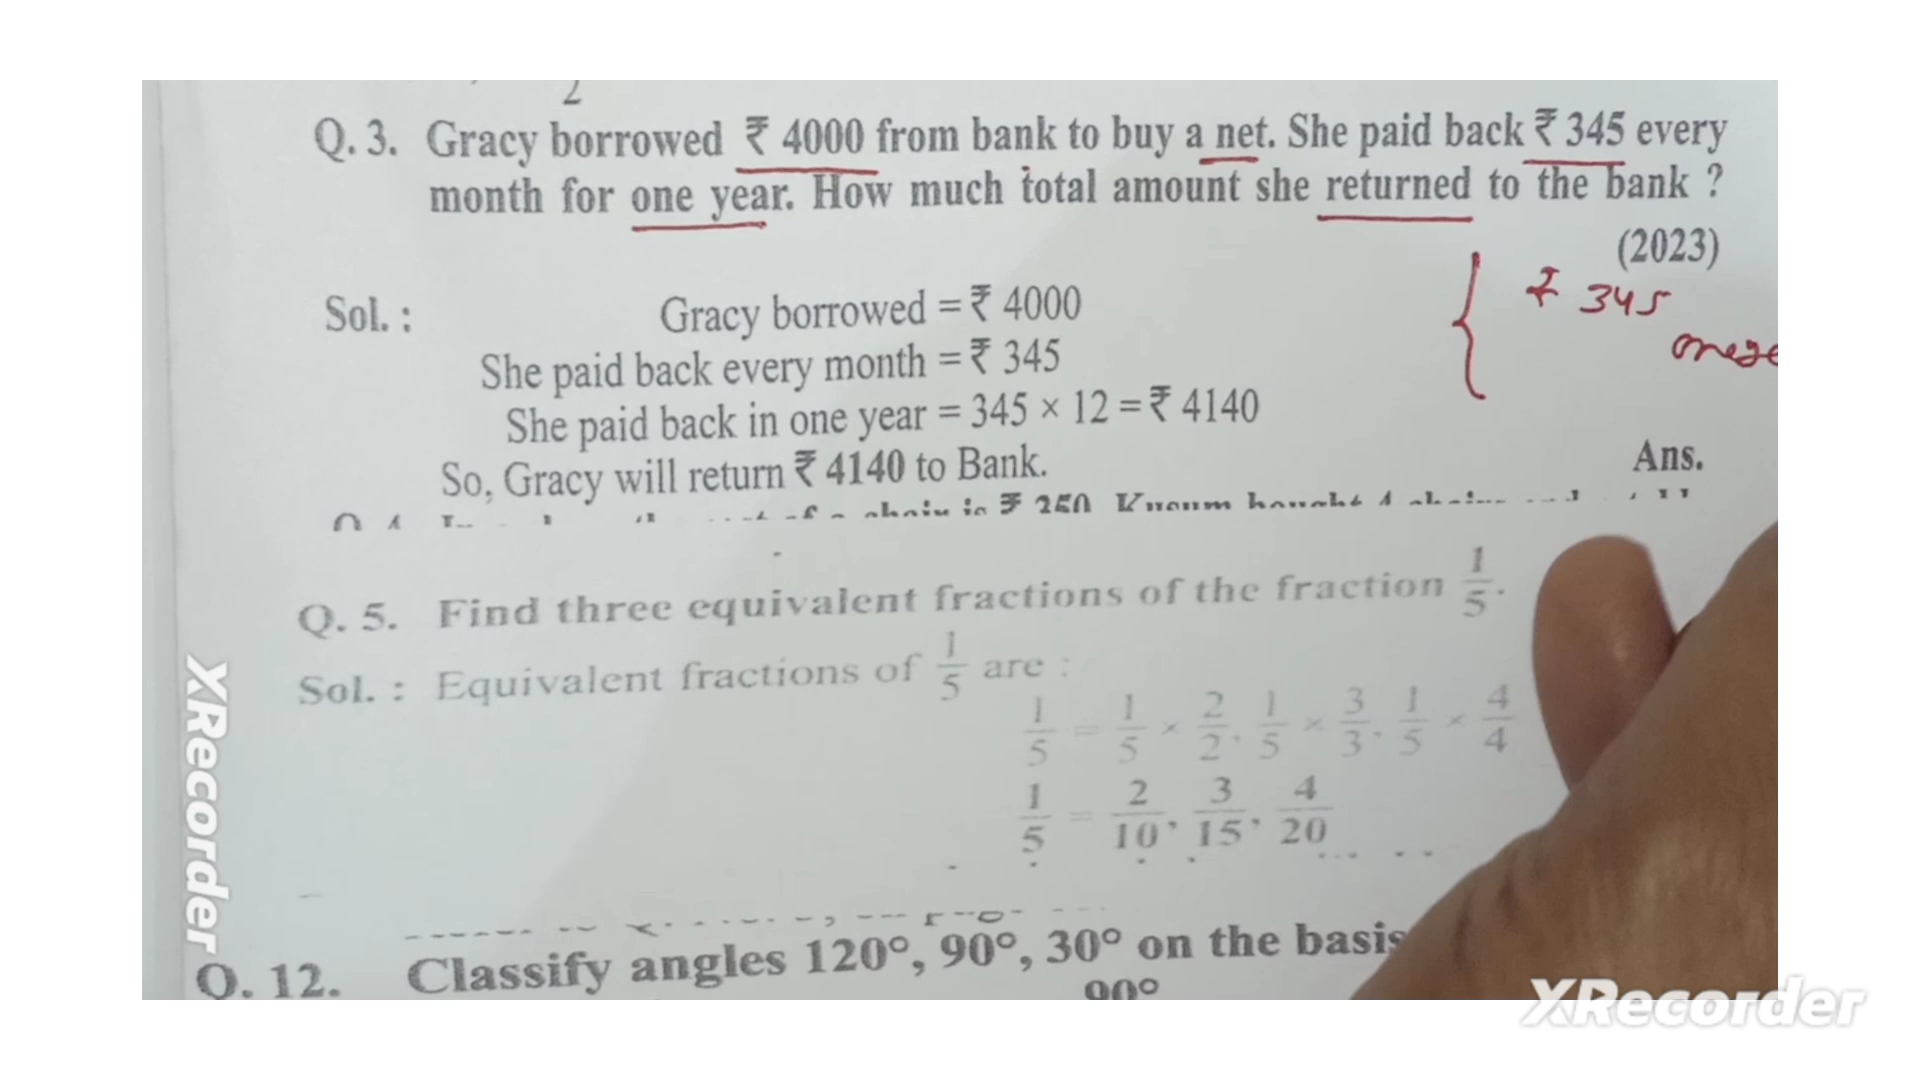 2
Q. 3. Gracy borrowed ₹ 4000 from bank to buy a net. She paid back ₹ 345 every
month for one year. How much total amount she returned to the bank ?
(2023)
₹ 345
Sol. : Gracy borrowed = ₹ 4000
She paid back every month = ₹ 345
She paid back in one year = 345 × 12 = ₹ 4140
So, Gracy will return ₹ 4140 to Bank. Ans.
Q. 5. Find three equivalent fractions of the fraction 1/5.
Sol. : Equivalent fractions of 1/5 are :
1/5 = 1/5 × 2/2, 1/5 × 3/3, 1/5 × 4/4
1/5 = 2/10, 3/15, 4/20
Q. 12. Classify angles 120°, 90°, 30° on the basis
90°
XRecorder
XRecorder